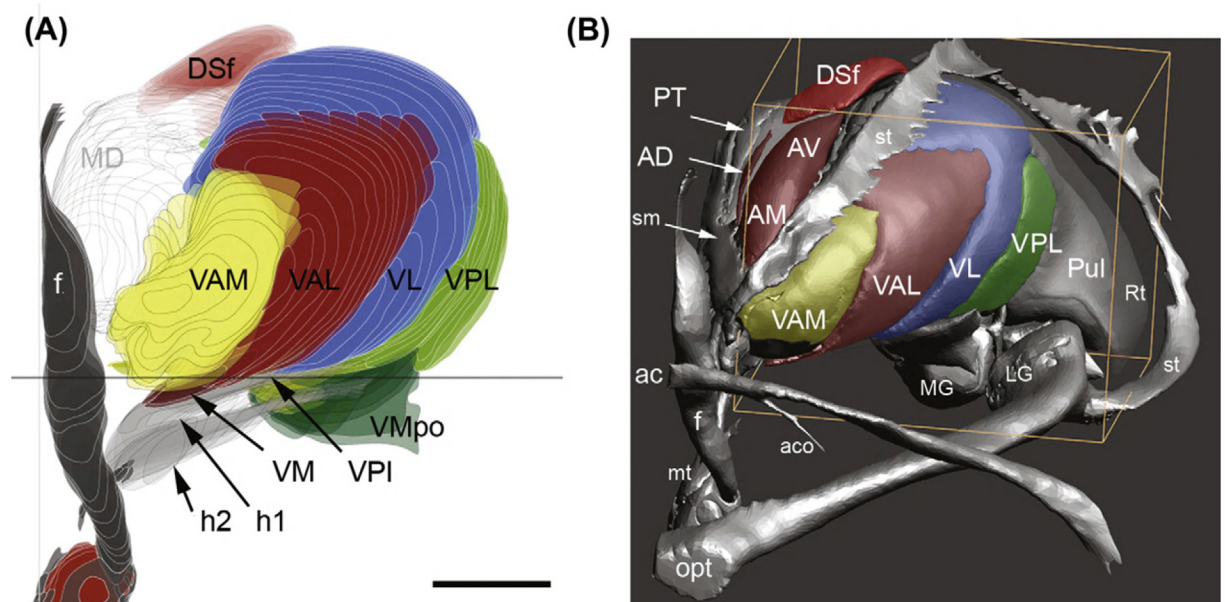 (A)
DSf
MD
f
VAM
VAL
VL
VPL
VMpo
VM
VPI
h2
h1
(B)
DSf
PT
st
AV
AD
AM
sm
VPL
VL
Pul
VAL
Rt
VAM
ac
MG
LG
st
f
aco
mt
opt